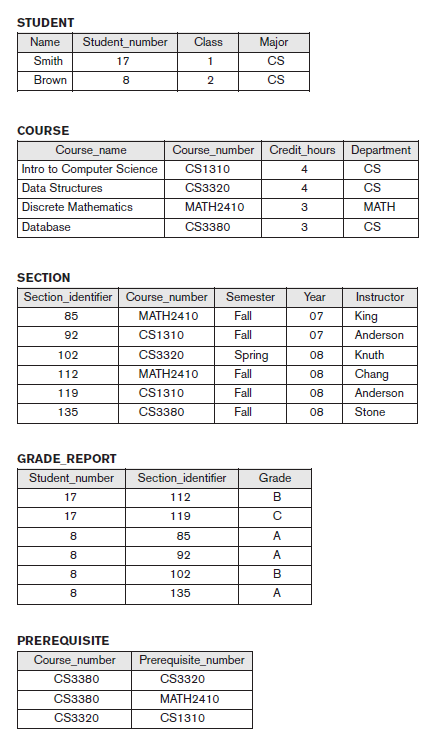 STUDENT
Name Student_number Class Major
Smith 17 1 CS
Brown 8 2 CS
COURSE
Course_name Course_number Credit_hours Department
Intro to Computer Science CS1310 4 CS
Data Structures CS3320 4 CS
Discrete Mathematics MATH2410 3 MATH
Database CS3380 3 CS
SECTION
Section_identifier Course_number Semester Year Instructor
85 MATH2410 Fall 07 King
92 CS1310 Fall 07 Anderson
102 CS3320 Spring 08 Knuth
112 MATH2410 Fall 08 Chang
119 CS1310 Fall 08 Anderson
135 CS3380 Fall 08 Stone
GRADE_REPORT
Student_number Section_identifier Grade
17 112 B
17 119 C
8 85 A
8 92 A
8 102 B
8 135 A
PREREQUISITE
Course_number Prerequisite_number
CS3380 CS3320
CS3380 MATH2410
CS3320 CS1310